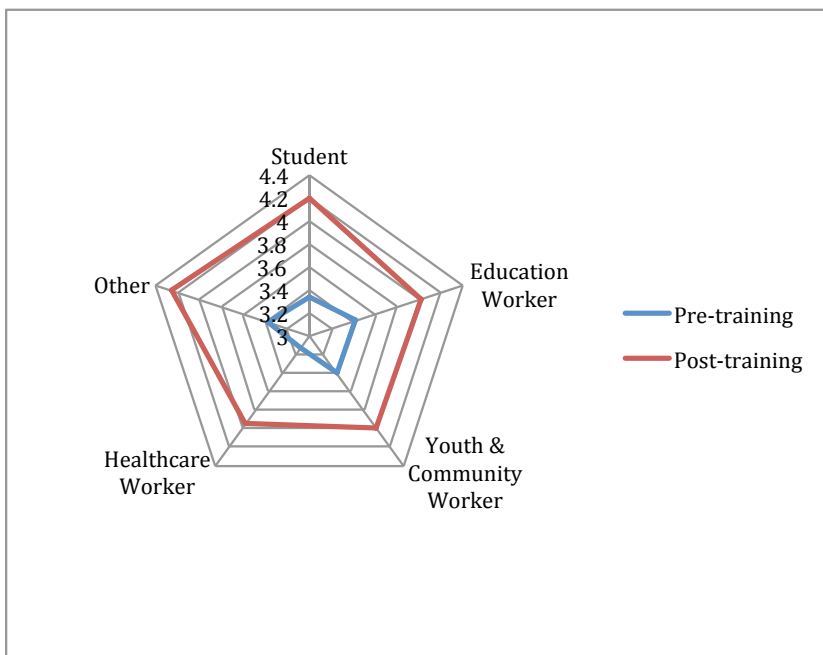 Student
4.4
4.2
4
3.8
3.6
3.4
3.2
3
Education
Worker
Youth &
Community
Worker
Healthcare
Worker
Other
Pre-training
Post-training